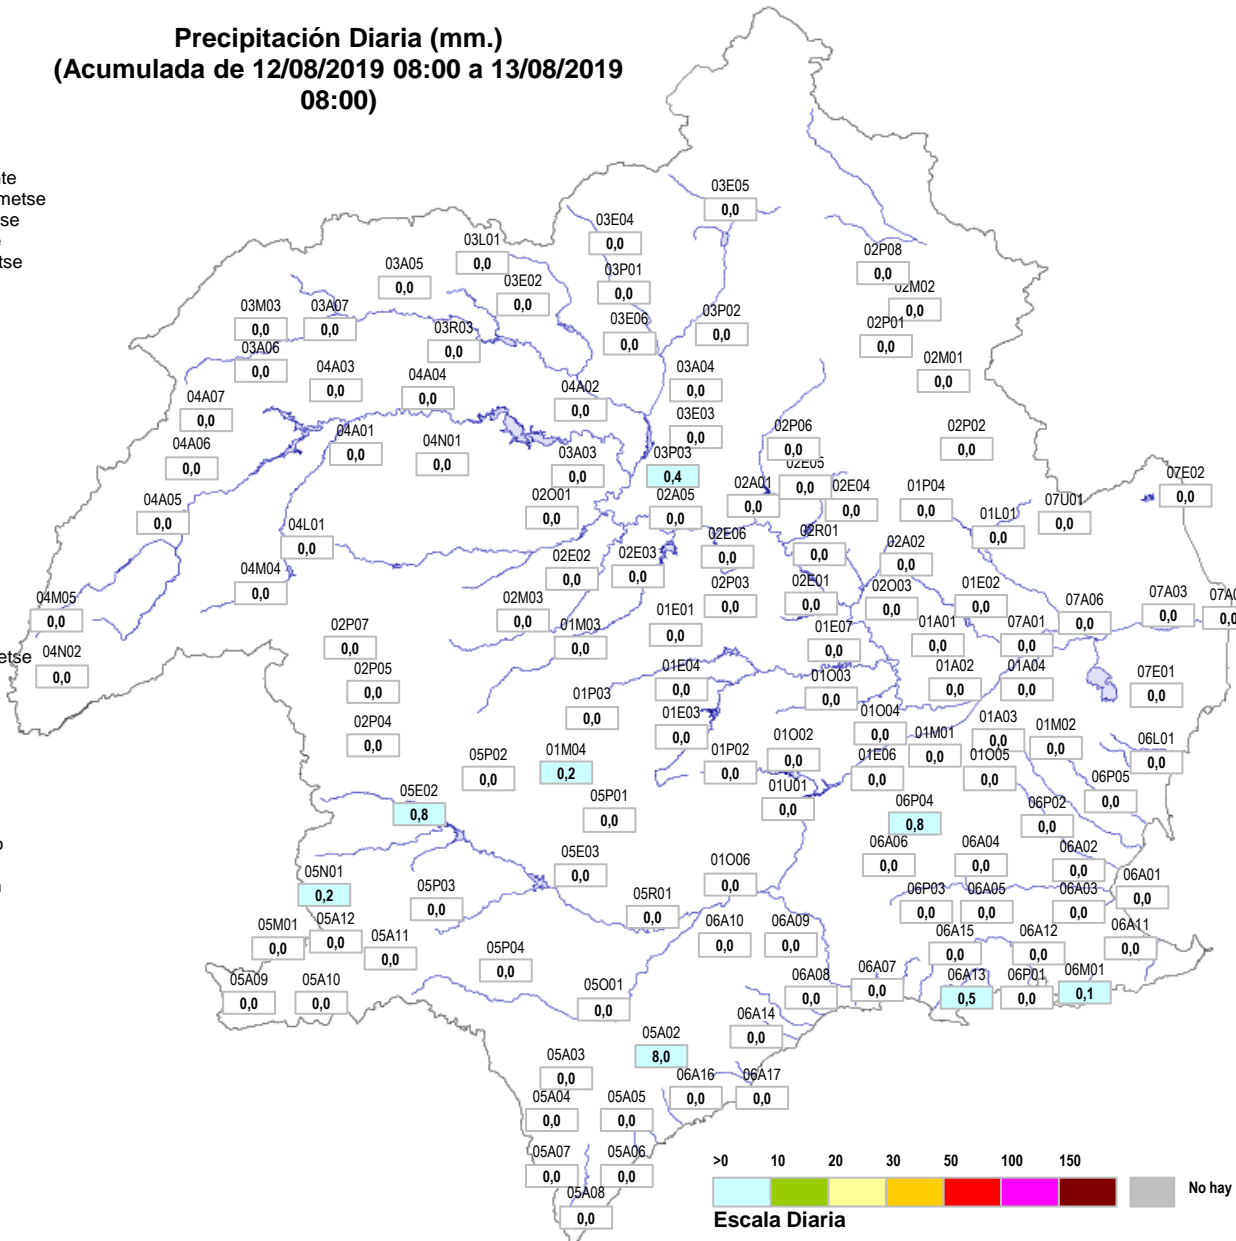 Precipitación Diaria (mm.)
(Acumulada de 12/08/2019 08:00 a 13/08/2019
08:00)
nte
metse
se
e
tse
03E05
0,0
03E04
0,0
03L01
0,0
02P08
0,0
03A05
0,0
03P01
0,0
03E02
0,0
02M02
0,0
03M03
0,0
03A07
0,0
03E06
0,0
03P02
0,0
02P01
0,0
03R03
0,0
03A06
0,0
04A03
0,0
04A04
0,0
03A04
0,0
02M01
0,0
04A07
0,0
04A02
0,0
03E03
0,0
04A01
0,0
04N01
0,0
02P06
0,0
02P02
0,0
04A06
0,0
03A03
0,0
03P03
0,4
02E05
0,0
07E02
0,0
04A05
0,0
02O01
0,0
02A05
0,0
02A01
0,0
02E04
0,0
01P04
0,0
07U01
0,0
01L01
0,0
04L01
0,0
02E02
0,0
02E03
0,0
02E06
0,0
02R01
0,0
02A02
0,0
04M04
0,0
04M05
0,0
02M03
0,0
02P03
0,0
02E01
0,0
02O03
0,0
01E02
0,0
07A06
0,0
07A03
0,0
07A0
0,0
02P07
0,0
01M03
0,0
01E01
0,0
01E07
0,0
01A01
0,0
07A01
0,0
etse
04N02
0,0
02P05
0,0
01E04
0,0
01O03
0,0
01A02
0,0
01A04
0,0
07E01
0,0
02P04
0,0
01P03
0,0
01E03
0,0
01O04
0,0
01A03
0,0
01M02
0,0
05P02
0,0
01M04
0,2
01P02
0,0
01O02
0,0
01M01
0,0
01E06
0,0
01O05
0,0
06L01
0,0
05E02
0,8
05P01
0,0
01U01
0,0
06P04
0,8
06P02
0,0
06P05
0,0
o
05E03
0,0
01O06
0,0
06A06
0,0
06A04
0,0
06A02
0,0
05N01
0,2
n
05P03
0,0
05R01
0,0
06P03
0,0
06A05
0,0
06A03
0,0
06A01
0,0
05M01
0,0
05A12
0,0
05A11
0,0
06A10
0,0
06A09
0,0
06A15
0,0
06A12
0,0
06A11
0,0
05P04
0,0
05A09
0,0
05A10
0,0
05O01
0,0
06A08
0,0
06A07
0,0
06A13
0,5
06P01
0,0
06M01
0,1
06A14
0,0
05A02
8,0
05A03
0,0
06A16
0,0
06A17
0,0
05A04
0,0
05A05
0,0
05A07
0,0
05A06
0,0
05A08
0,0
>0 10 20 30 50 100 150
No hay
Escala Diaria